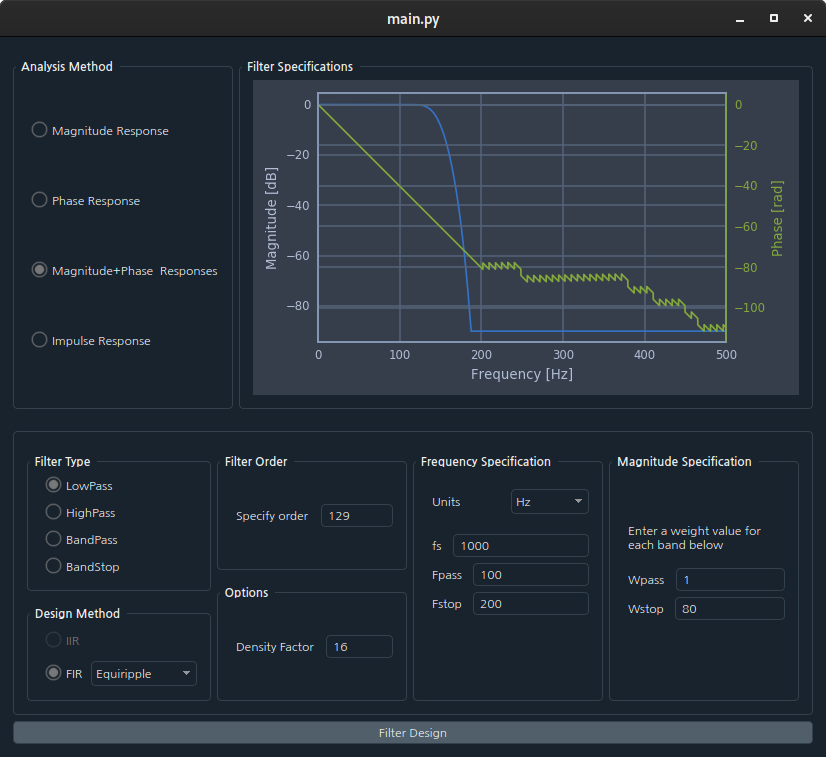 main.py
Analysis Method
Magnitude Response
Phase Response
Magnitude+Phase  Responses
Impulse Response
Filter Specifications
Magnitude [dB]
0
−20
−40
−60
−80
0
−20
−40
−60
−80
−100
Phase [rad]
0 100 200 300 400 500
Frequency [Hz]
Filter Type
LowPass
HighPass
BandPass
BandStop
Design Method
IIR
FIR Equiripple
Filter Order
Specify order 129
Options
Density Factor 16
Frequency Specification
Units Hz
fs 1000
Fpass 100
Fstop 200
Magnitude Specification
Enter a weight value for
each band below
Wpass 1
Wstop 80
Filter Design